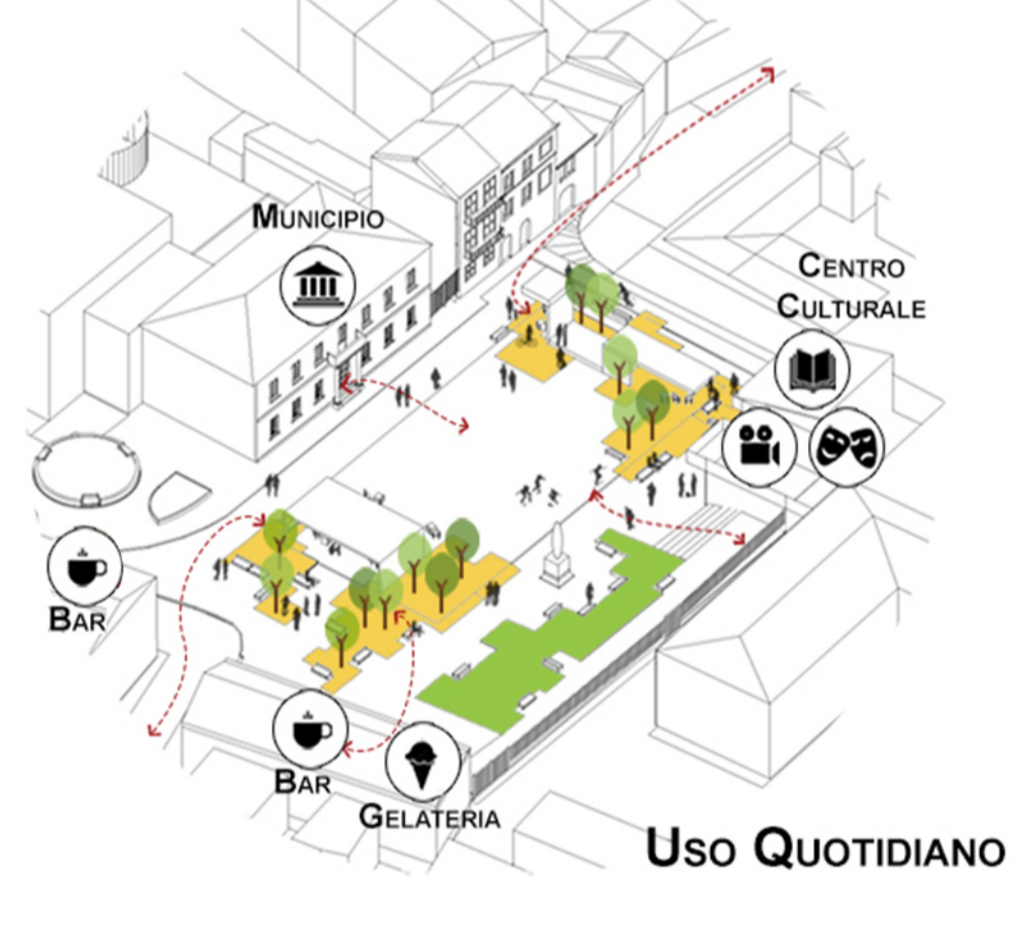 Municipio
Centro
Culturale
Bar
Bar
Gelateria
Uso Quotidiano